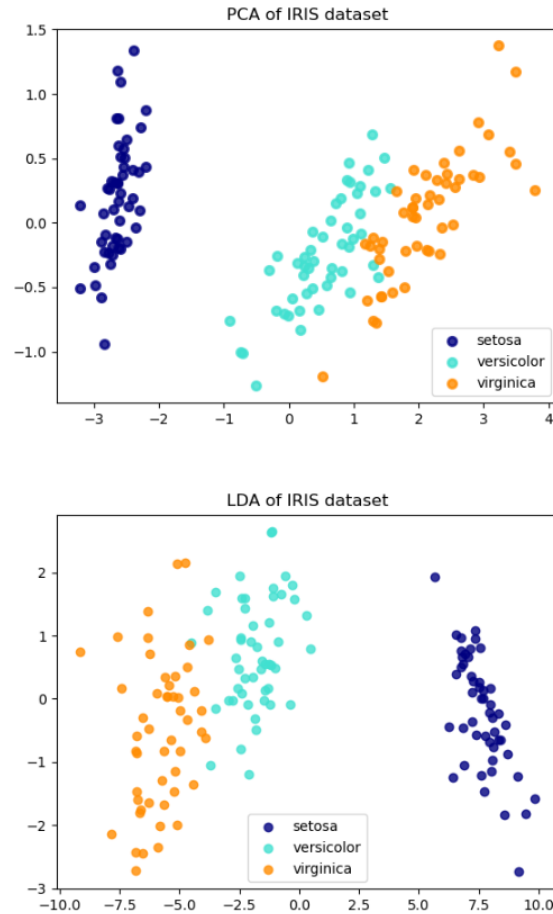 PCA of IRIS dataset
1.5
1.0
0.5
0.0
−0.5
−1.0
setosa
versicolor
virginica
−3 −2 −1 0 1 2 3 4
LDA of IRIS dataset
2
1
0
−1
−2
−3
setosa
versicolor
virginica
−10.0 −7.5 −5.0 −2.5 0.0 2.5 5.0 7.5 10.0